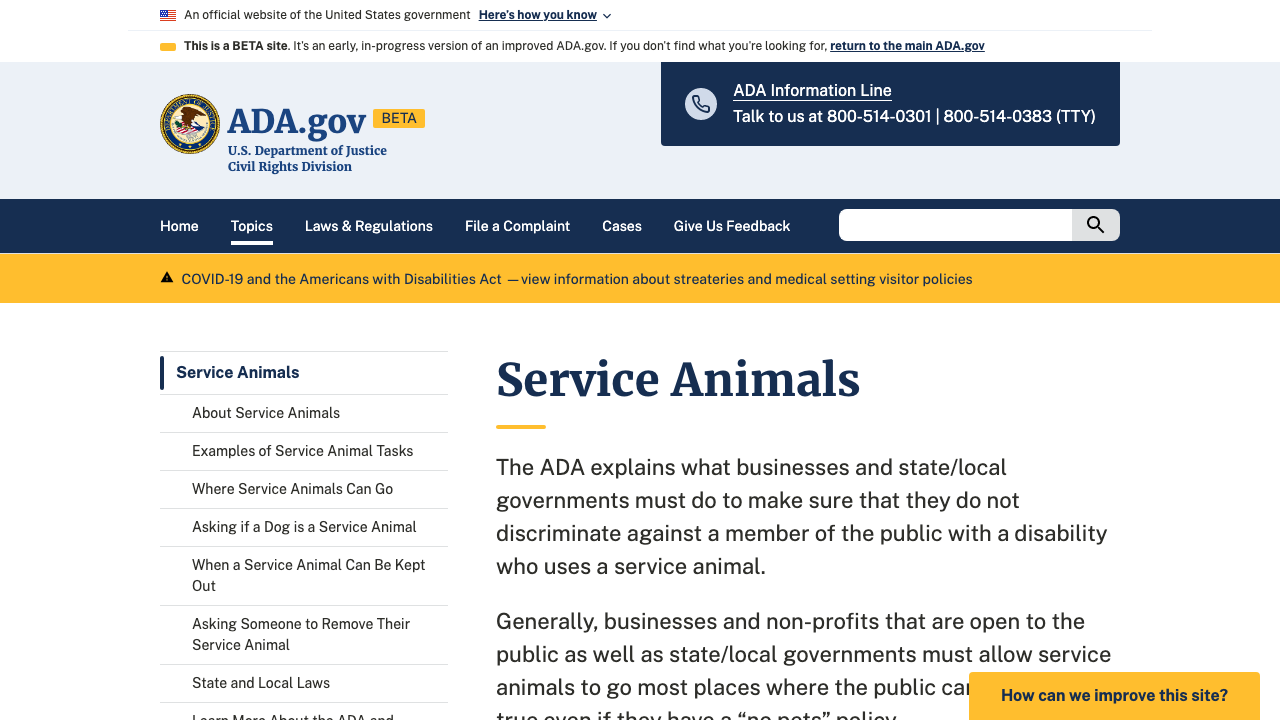 An official website of the United States government Here's how you know
This is a BETA site. It's an early, in-progress version of an improved ADA.gov. If you don't find what you're looking for, return to the main ADA.gov
ADA.gov BETA
U.S. Department of Justice
Civil Rights Division
ADA Information Line
Talk to us at 800-514-0301 | 800-514-0383 (TTY)
Home Topics Laws & Regulations File a Complaint Cases Give Us Feedback
COVID-19 and the Americans with Disabilities Act —view information about streateries and medical setting visitor policies
Service Animals
About Service Animals
Examples of Service Animal Tasks
Where Service Animals Can Go
Asking if a Dog is a Service Animal
When a Service Animal Can Be Kept
Out
Asking Someone to Remove Their
Service Animal
State and Local Laws
Learn More About the ADA and
Service Animals
The ADA explains what businesses and state/local
governments must do to make sure that they do not
discriminate against a member of the public with a disability
who uses a service animal.
Generally, businesses and non-profits that are open to the
public as well as state/local governments must allow service
animals to go most places where the public
true even if they have a “no pets” policy.
How can we improve this site?